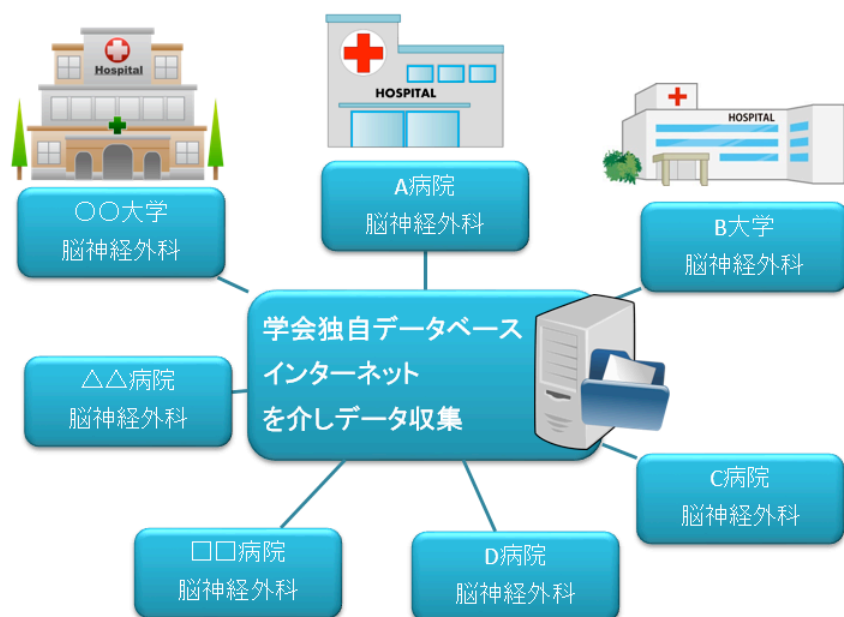 Hospital
HOSPITAL
HOSPITAL
〇〇大学
脳神経外科
A病院
脳神経外科
B大学
脳神経外科
学会独自データベース
インターネット
を介しデータ収集
△△病院
脳神経外科
C病院
脳神経外科
□□病院
脳神経外科
D病院
脳神経外科